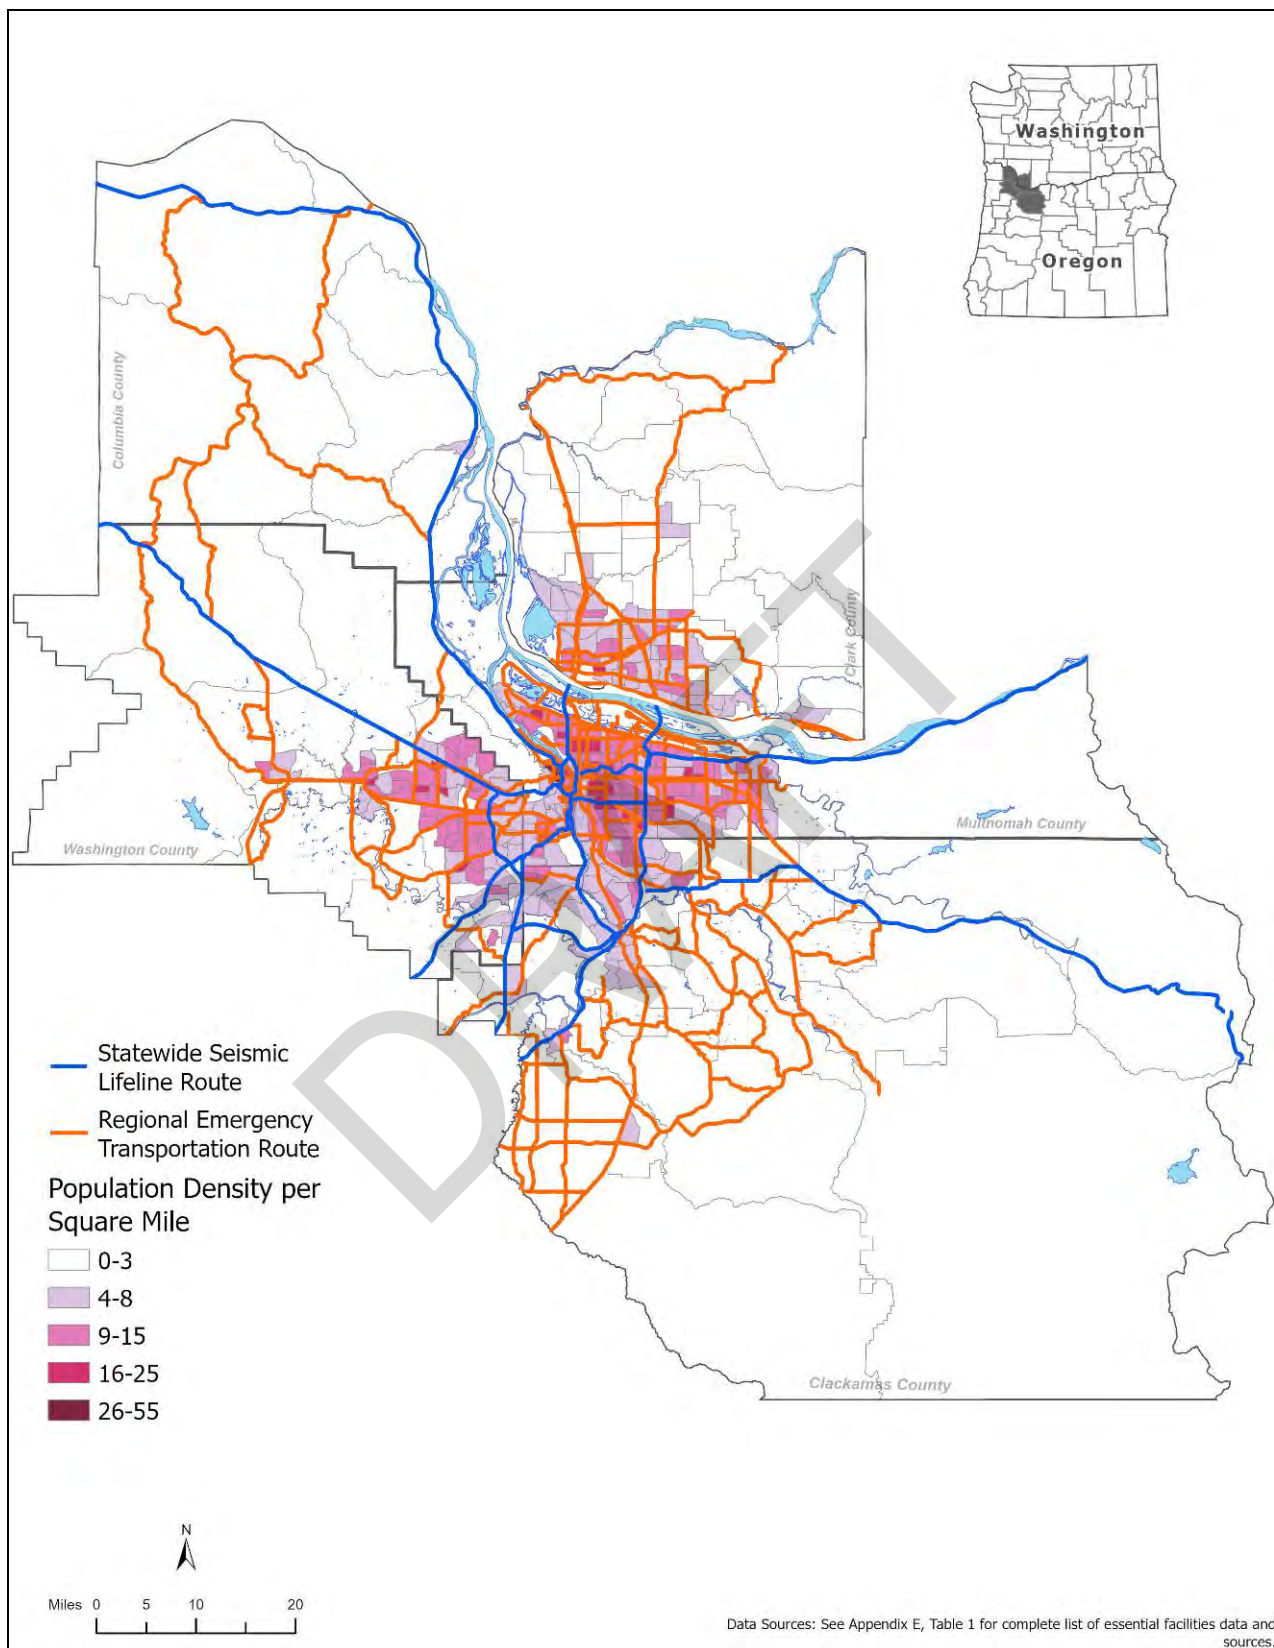 Washington
Oregon
Columbia County
Clark County
Multnomah County
Washington County
DRAFT
Statewide Seismic
Lifeline Route
Regional Emergency
Transportation Route
Population Density per
Square Mile
0-3
4-8
9-15
16-25
26-55
Clackamas County
N
Miles 0 5 10 20
Data Sources: See Appendix E, Table 1 for complete list of essential facilities data and
sources